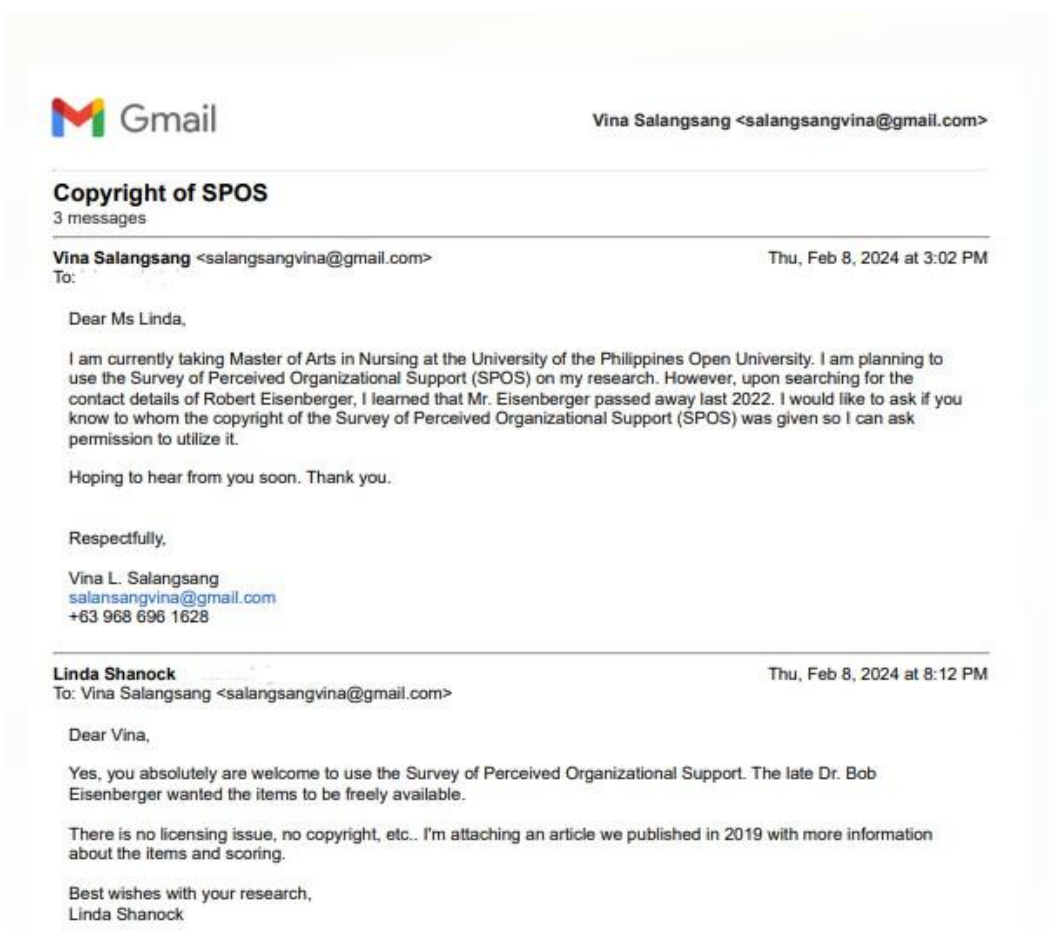 Gmail
Vina Salangsang <salangsangvina@gmail.com>
Copyright of SPOS
3 messages
Vina Salangsang <salangsangvina@gmail.com> Thu, Feb 8, 2024 at 3:02 PM
To:
Dear Ms Linda,
I am currently taking Master of Arts in Nursing at the University of the Philippines Open University. I am planning to
use the Survey of Perceived Organizational Support (SPOS) on my research. However, upon searching for the
contact details of Robert Eisenberger, I learned that Mr. Eisenberger passed away last 2022. I would like to ask if you
know to whom the copyright of the Survey of Perceived Organizational Support (SPOS) was given so I can ask
permission to utilize it.
Hoping to hear from you soon. Thank you.
Respectfully,
Vina L. Salangsang
salansangvina@gmail.com
+63 968 696 1628
Linda Shanock Thu, Feb 8, 2024 at 8:12 PM
To: Vina Salangsang <salangsangvina@gmail.com>
Dear Vina,
Yes, you absolutely are welcome to use the Survey of Perceived Organizational Support. The late Dr. Bob
Eisenberger wanted the items to be freely available.
There is no licensing issue, no copyright, etc.. I'm attaching an article we published in 2019 with more information
about the items and scoring.
Best wishes with your research,
Linda Shanock